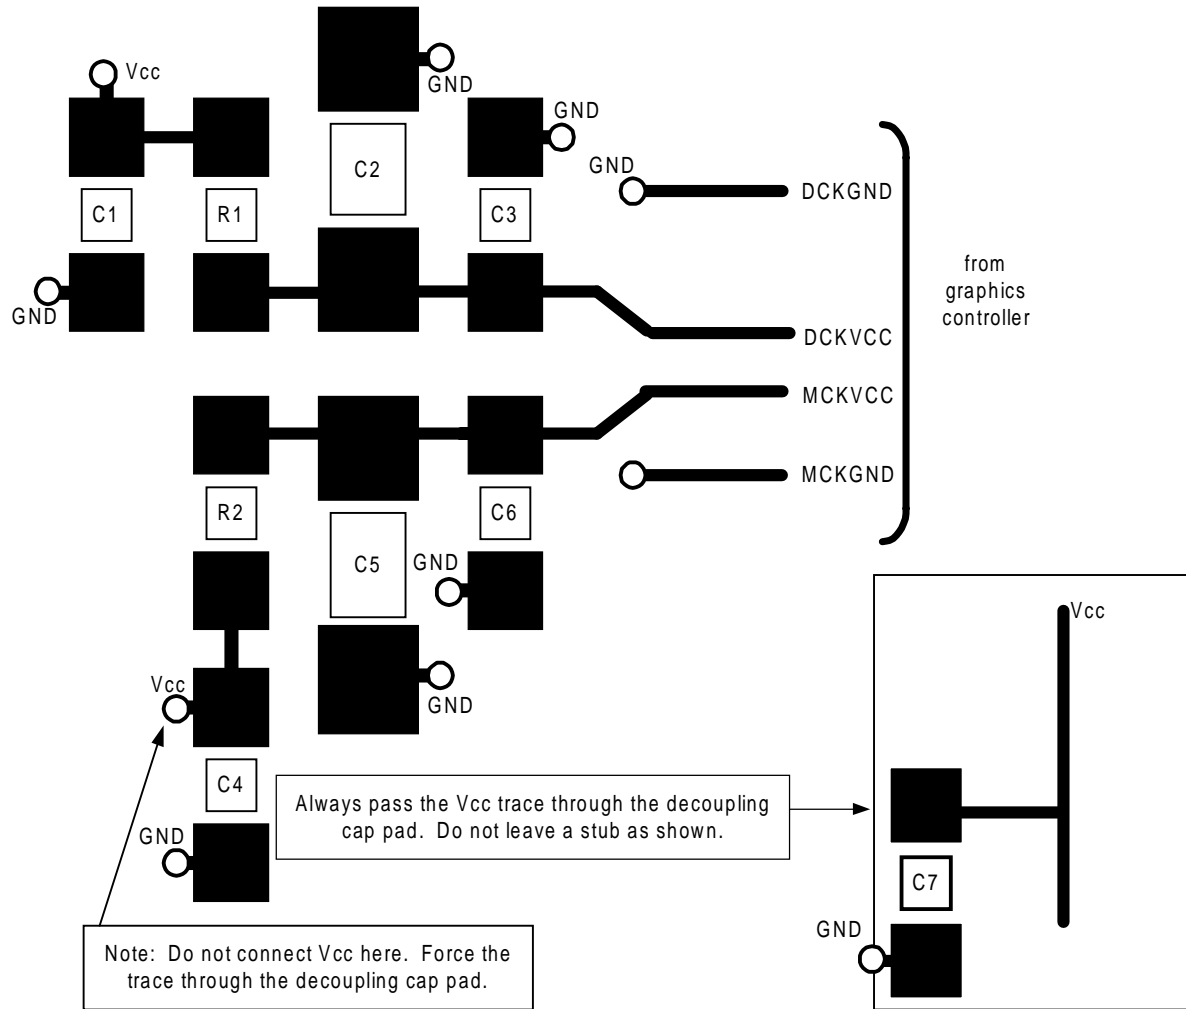 Vcc
GND
GND
GND
C2
C1
R1
C3
DCKGND
GND
from
graphics
controller
DCKVCC
MCKVCC
MCKGND
R2
C6
C5
GND
Vcc
Vcc
GND
C4
Always pass the Vcc trace through the decoupling
cap pad. Do not leave a stub as shown.
GND
C7
GND
Note: Do not connect Vcc here. Force the
trace through the decoupling cap pad.